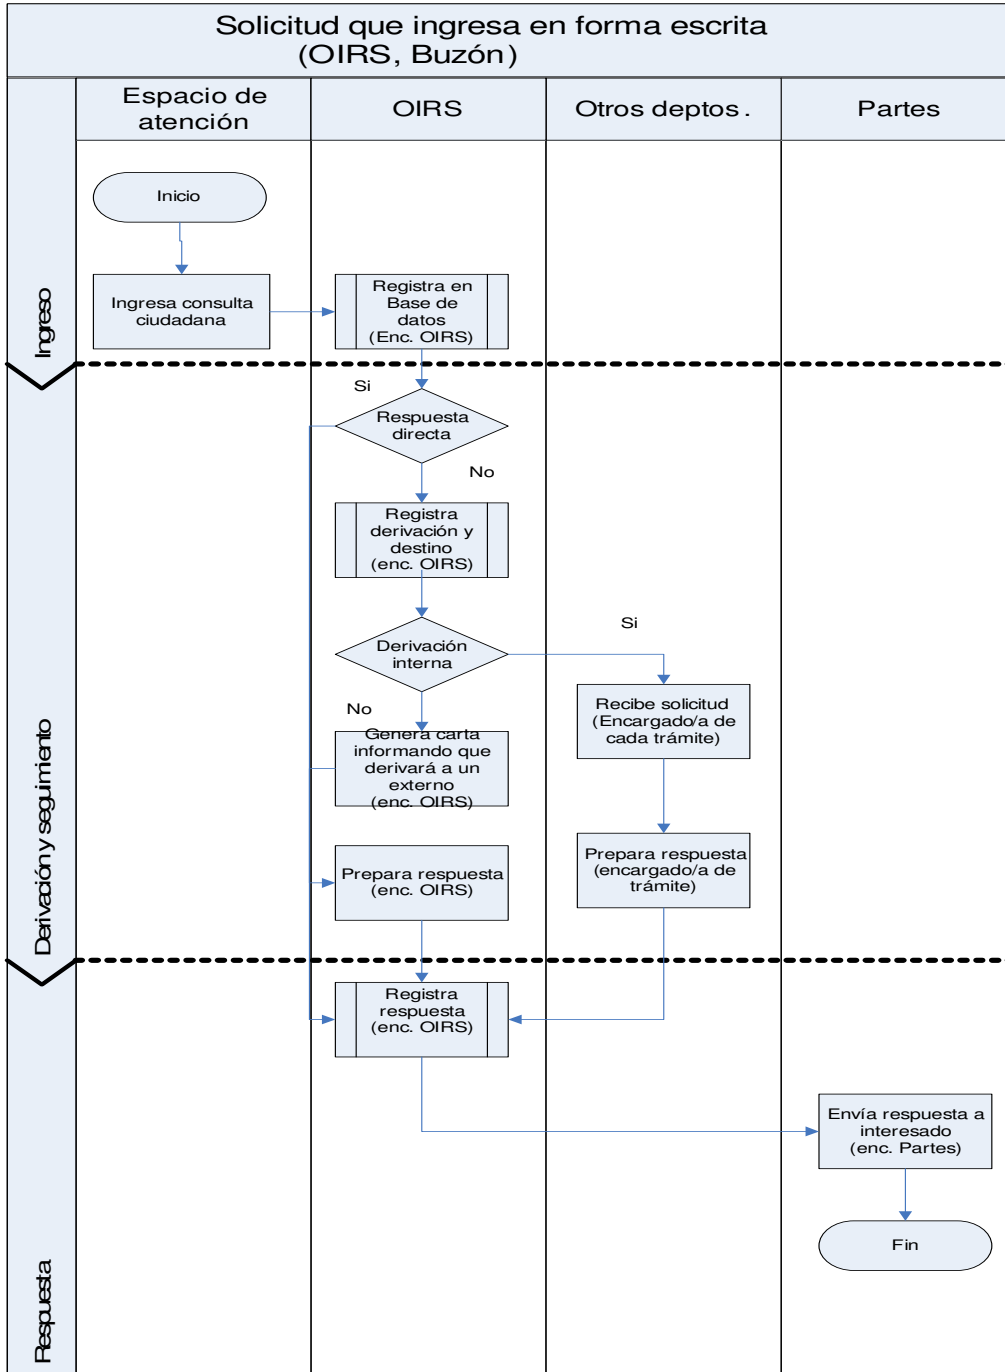 Solicitud que ingresa en forma escrita
(OIRS, Buzón)
Espacio de
atención
OIRS
Otros deptos.
Partes
Ingreso
Inicio
Ingresa consulta
ciudadana
Registra en
Base de
datos
(Enc. OIRS)
Derivación y seguimiento
Si
Respuesta
directa
No
Registra
derivación y
destino
(enc. OIRS)
Derivación
interna
Si
No
Recibe solicitud
(Encargado/a de
cada trámite)
Genera carta
informando que
derivará a un
externo
(enc. OIRS)
Prepara respuesta
(enc. OIRS)
Prepara respuesta
(encargado/a de
trámite)
Respuesta
Registra
respuesta
(enc. OIRS)
Envía respuesta a
interesado
(enc. Partes)
Fin